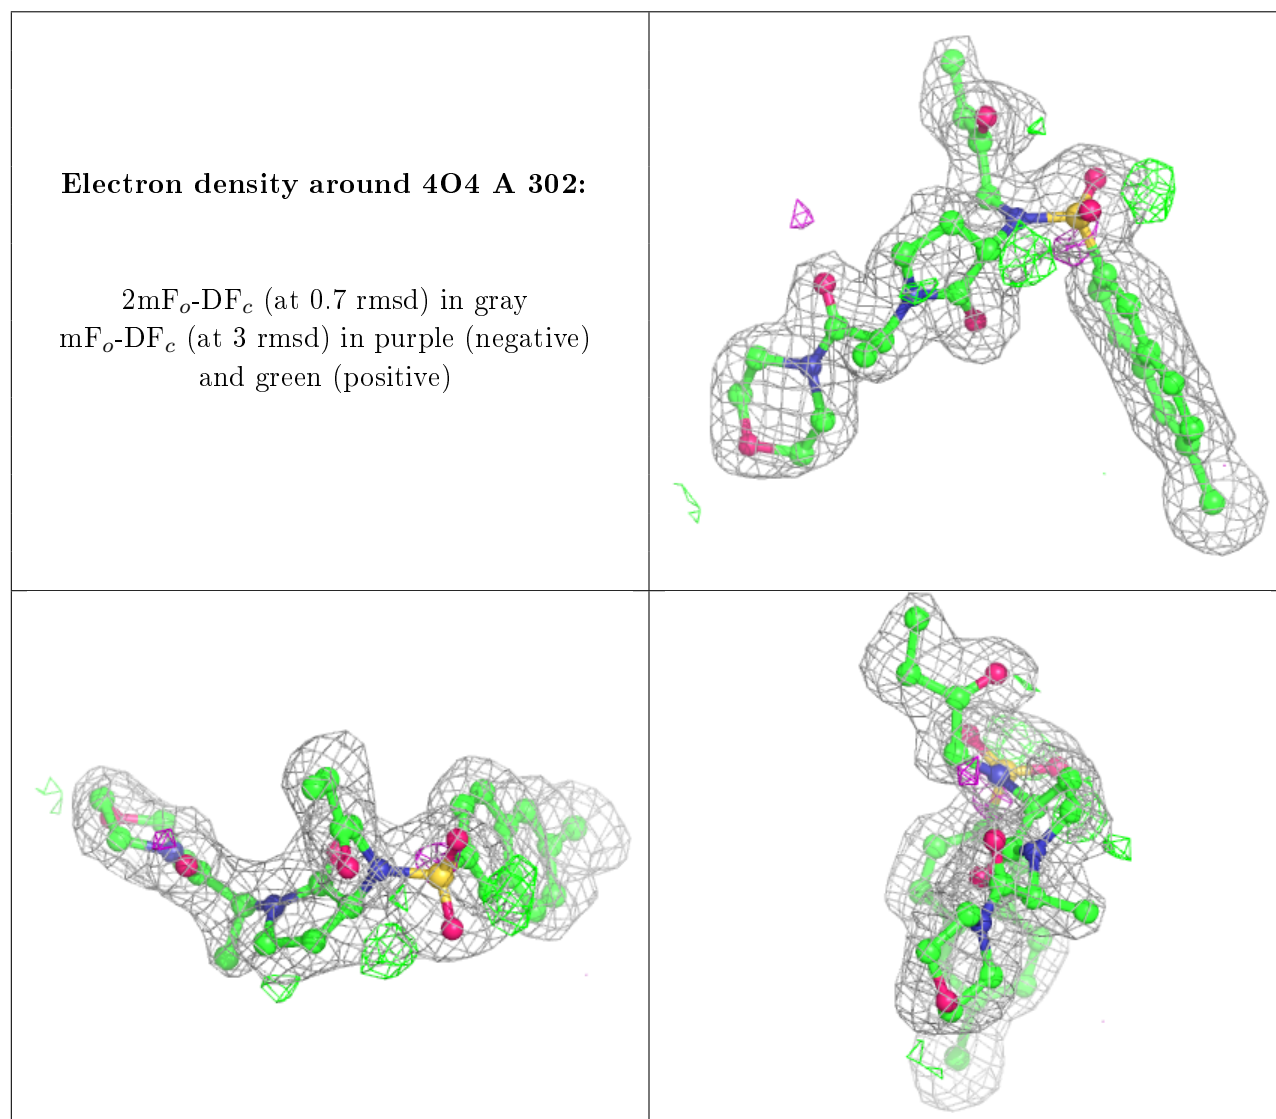 Electron density around 4O4 A 302:
2mFo-DFc (at 0.7 rmsd) in gray
mFo-DFc (at 3 rmsd) in purple (negative)
and green (positive)